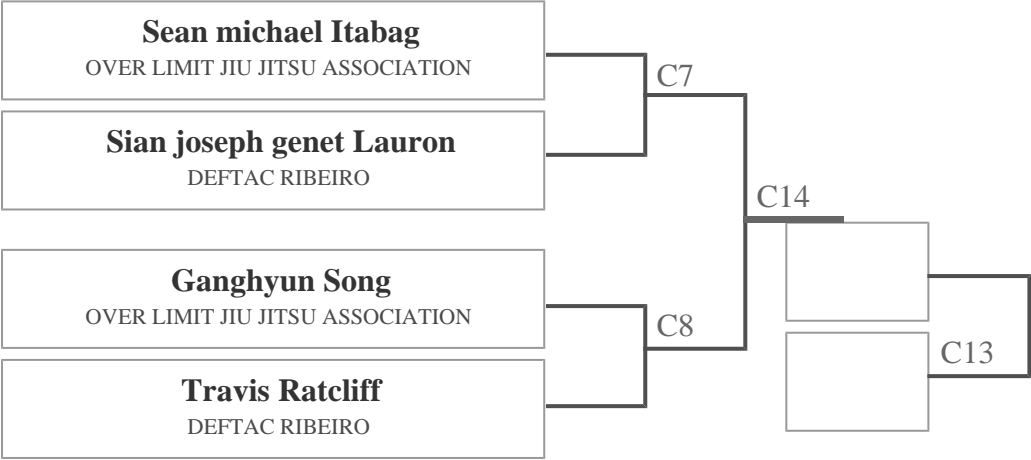 Sean michael Itabag
OVER LIMIT JIU JITSU ASSOCIATION
C7
Sian joseph genet Lauron
DEFTAC RIBEIRO
C14
Ganghyun Song
OVER LIMIT JIU JITSU ASSOCIATION
C8
Travis Ratcliff
DEFTAC RIBEIRO
C13